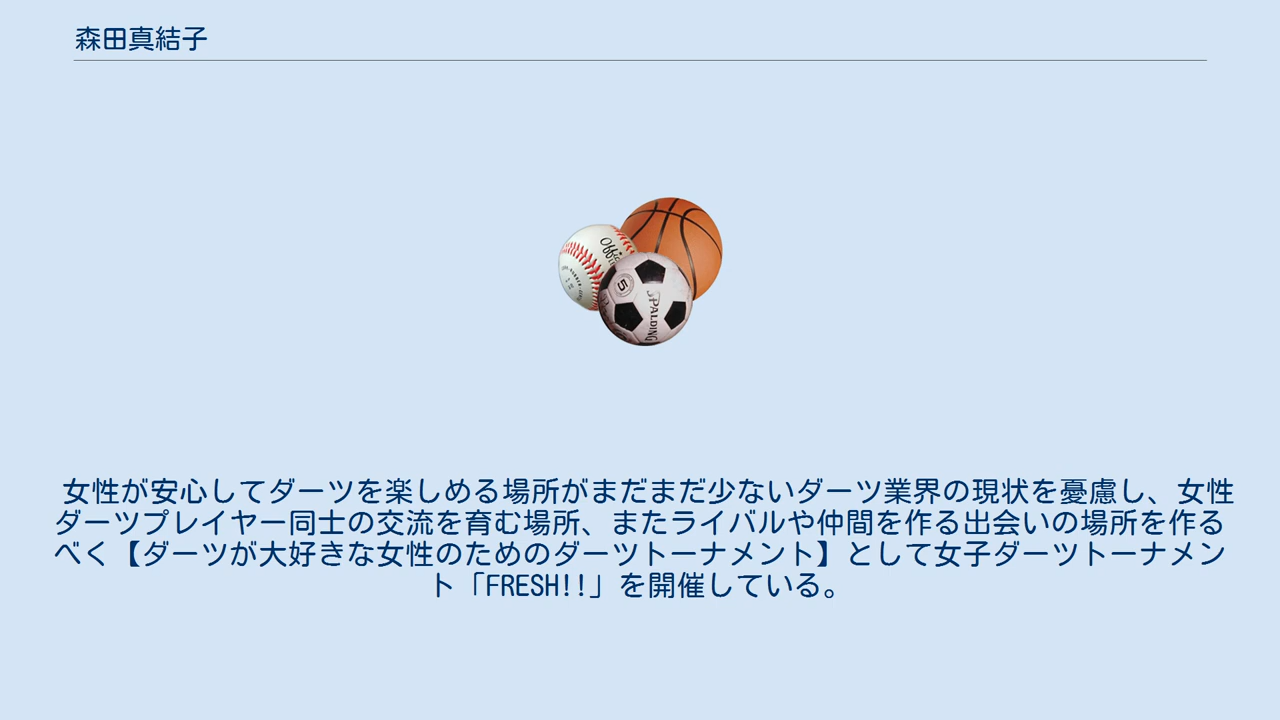 森田真結子
Offici
5
SPALDING
女性が安心してダーツを楽しめる場所がまだまだ少ないダーツ業界の現状を憂慮し、女性
ダーツプレイヤー同士の交流を育む場所、またライバルや仲間を作る出会いの場所を作る
べく【ダーツが大好きな女性のためのダーツトーナメント】として女子ダーツトーナメン
ト「FRESH!!」を開催している。